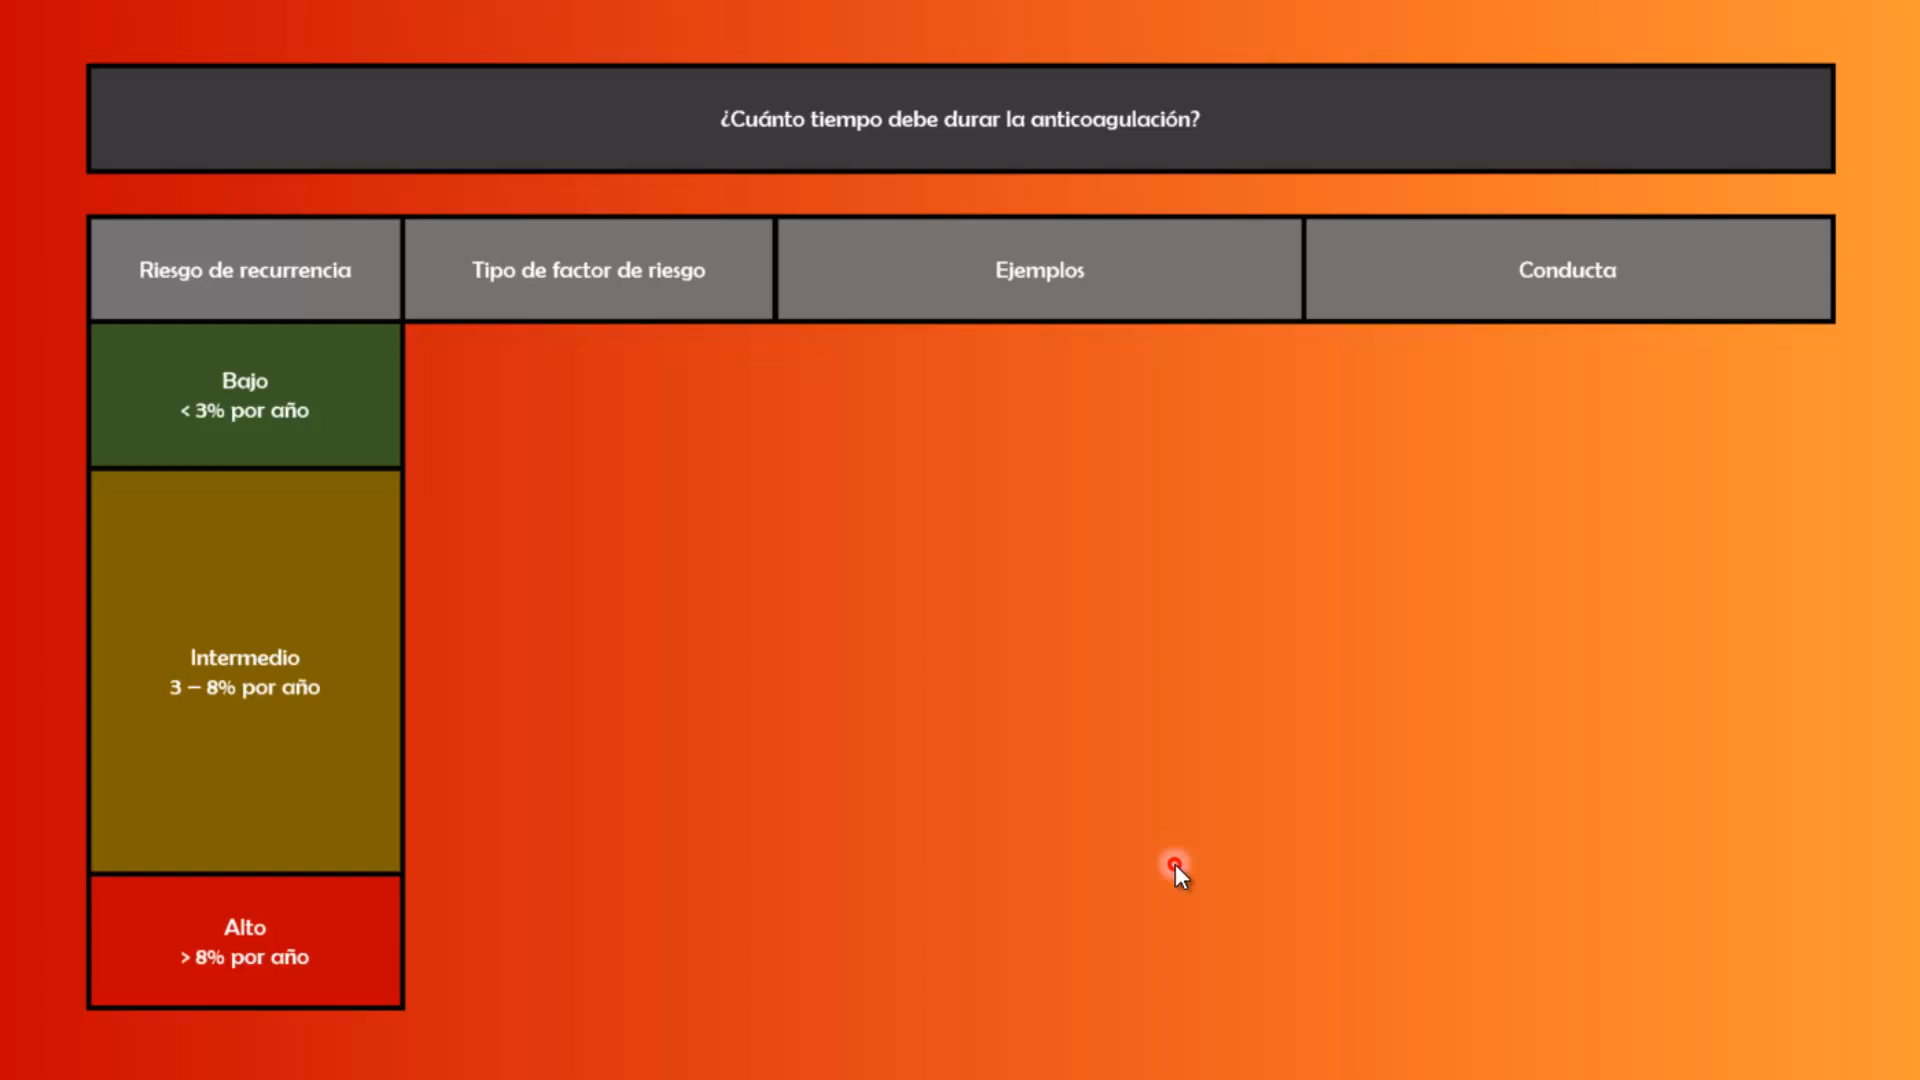 ¿Cuánto tiempo debe durar la anticoagulación?
Riesgo de recurrencia
Tipo de factor de riesgo
Ejemplos
Conducta
Bajo
< 3% por año
Intermedio
3 – 8% por año
Alto
> 8% por año